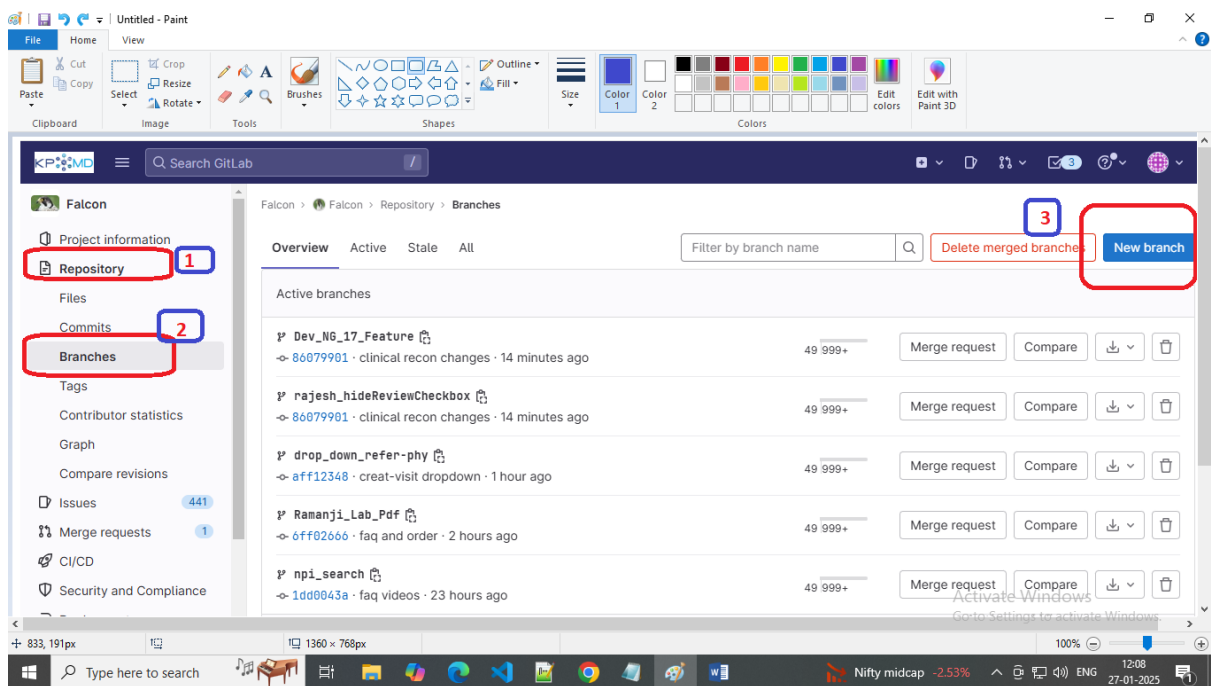 Untitled - Paint
File Home View
Paste
Cut
Copy
Clipboard
Select
Crop
Resize
Rotate
Image
A
Tools
Brushes
Outline
Fill
Shapes
Size
Color 1
Color 2
Colors
Edit colors
Edit with Paint 3D
KPMD
Search GitLab /
3
Falcon
Project information
Repository 1
Files
Commits
2
Branches
Tags
Contributor statistics
Graph
Compare revisions
Issues 441
Merge requests 1
CI/CD
Security and Compliance
Falcon > Falcon > Repository > Branches
3
Overview Active Stale All
Filter by branch name
Delete merged branches
New branch
Active branches
Dev_NG_17_Feature
86079901 · clinical recon changes · 14 minutes ago
49 999+ Merge request Compare
rajesh_hideReviewCheckbox
86079901 · clinical recon changes · 14 minutes ago
49 999+ Merge request Compare
drop_down_refer-phy
aff12348 · creat-visit dropdown · 1 hour ago
49 999+ Merge request Compare
Ramanji_Lab_Pdf
6ff02666 · faq and order · 2 hours ago
49 999+ Merge request Compare
npi_search
1dd0043a · faq videos · 23 hours ago
49 999+ Merge request Compare
Activate Windows
Go to Settings to activate Windows.
833, 191px
1360 × 768px
100%
Type here to search
Nifty midcap -2.53%
ENG
12:08
27-01-2025
1